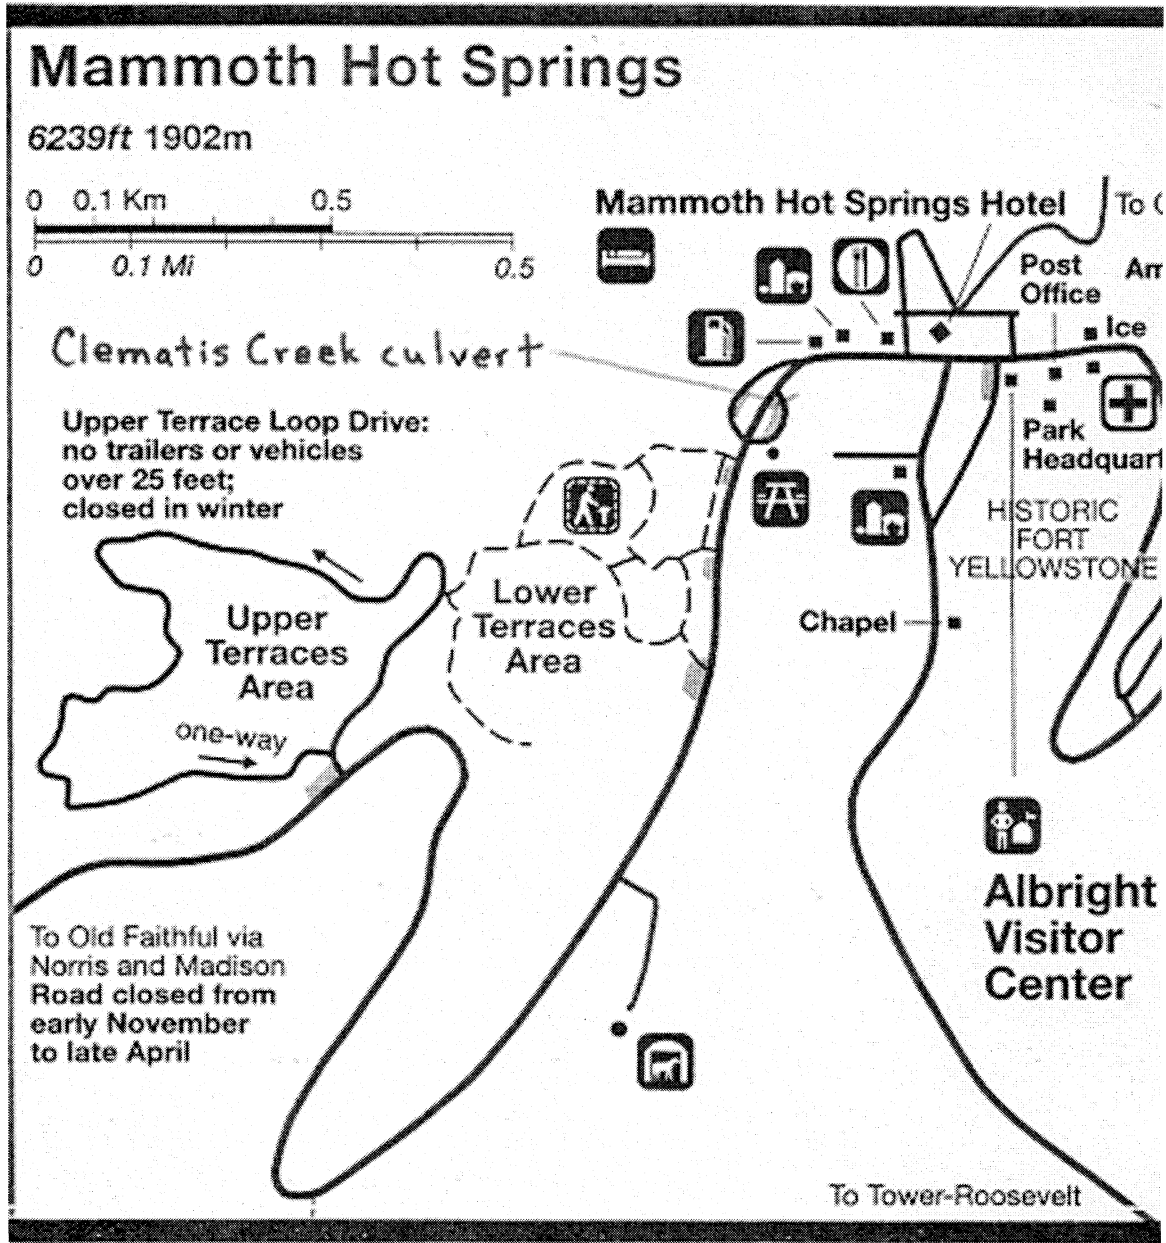 Mammoth Hot Springs
6239ft 1902m
0 0.1 Km 0.5
0 0.1 Mi 0.5
Mammoth Hot Springs Hotel
To
Post
Office
Ice
Clematis Creek culvert
Upper Terrace Loop Drive:
no trailers or vehicles
over 25 feet;
closed in winter
Park
Headquart
HISTORIC
FORT
YELLOWSTONE
Lower
Terraces
Area
Upper
Terraces
Area
Chapel
one-way
Albright
Visitor
Center
To Old Faithful via
Norris and Madison
Road closed from
early November
to late April
To Tower-Roosevelt